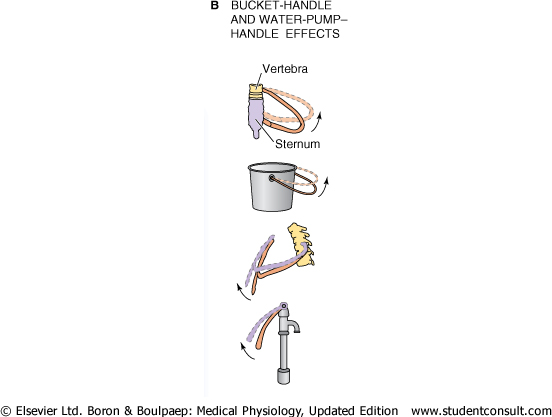 B BUCKET-HANDLE
AND WATER-PUMP–
HANDLE EFFECTS
Vertebra
Sternum
© Elsevier Ltd. Boron & Boulpaep: Medical Physiology, Updated Edition www.studentconsult.com